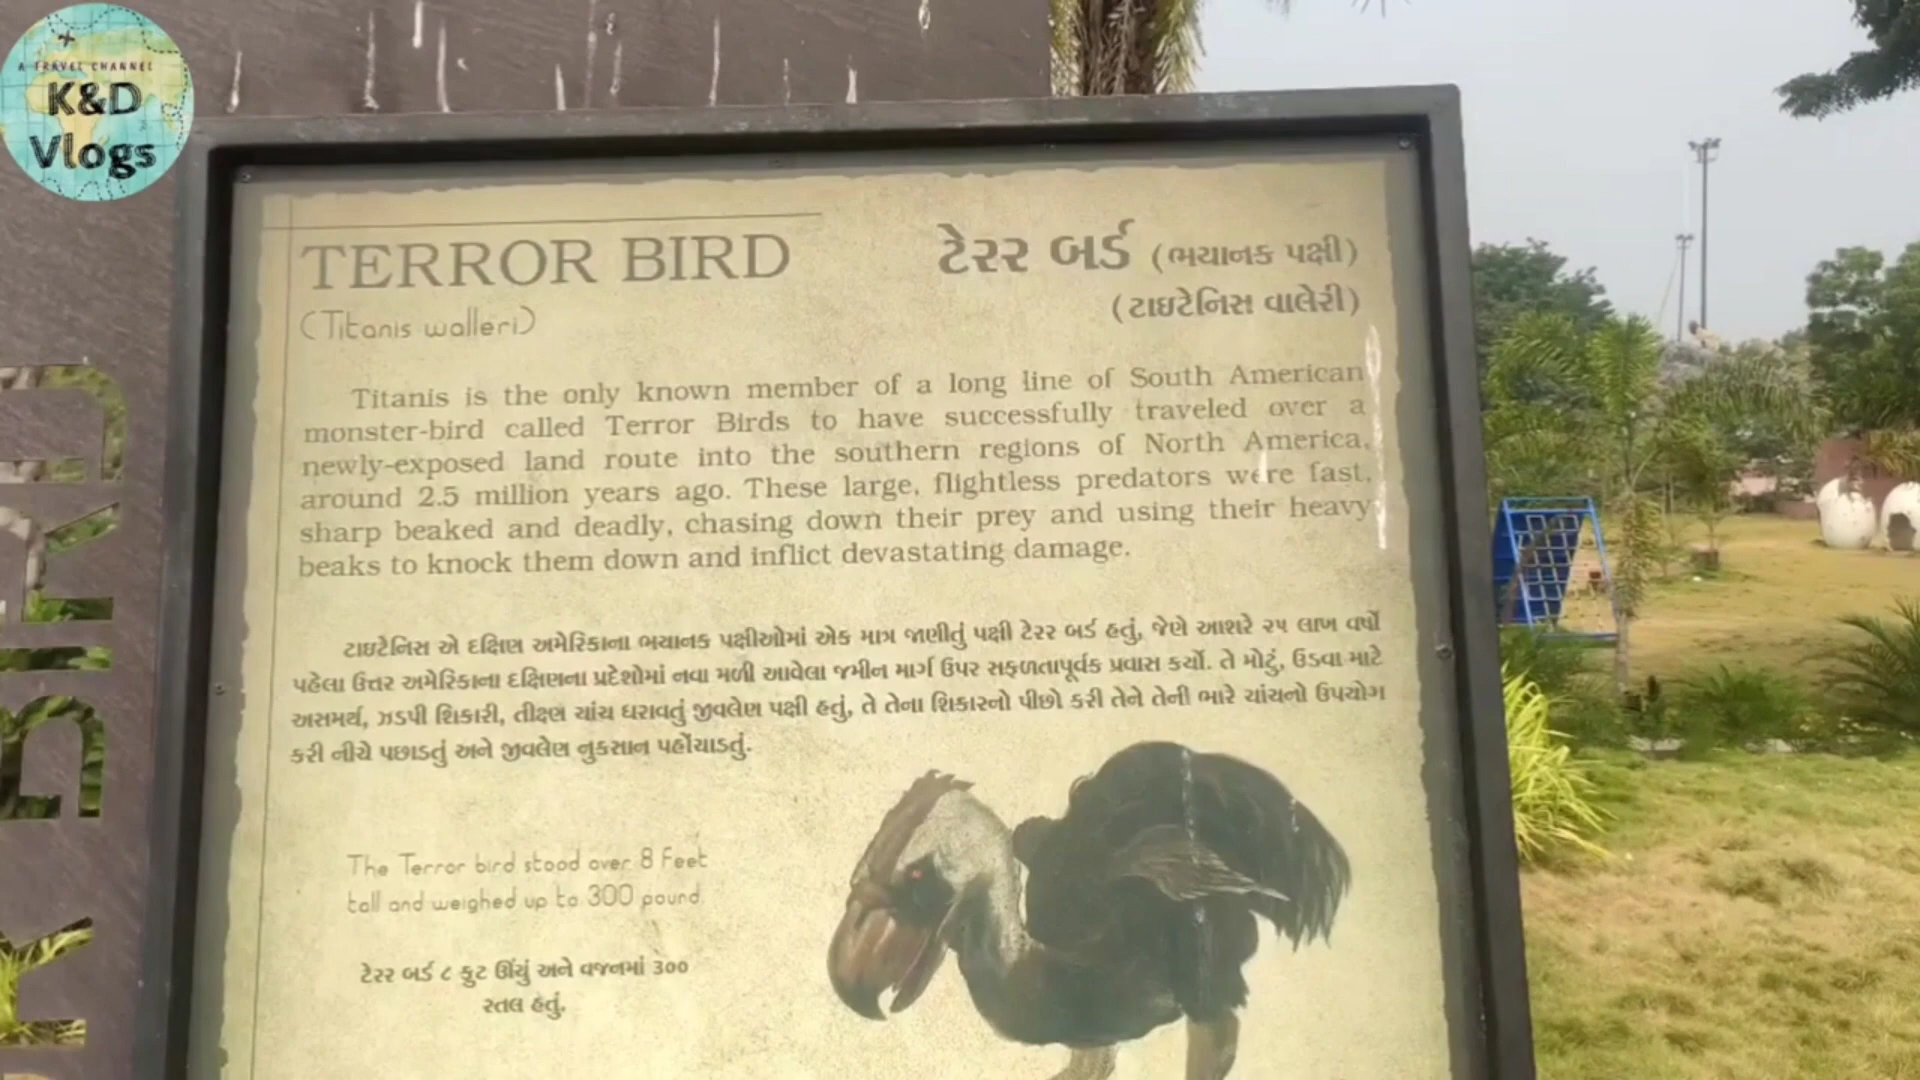 A TRAVEL CHANNEL
K&D
Vlogs
TERROR BIRD
(Titanis walleri)
ટેરર બર્ડ (ભયાનક પક્ષી)
(ટાઇટેનિસ વાલેરી)
Titanis is the only known member of a long line of South American
monster-bird called Terror Birds to have successfully traveled over a
newly-exposed land route into the southern regions of North America,
around 2.5 million years ago. These large, flightless predators were fast,
sharp beaked and deadly, chasing down their prey and using their heavy
beaks to knock them down and inflict devastating damage.
ટાઇટેનિસ એ દક્ષિણ અમેરિકાના ભયાનક પક્ષીઓમાં એક માત્ર જાણીતું પક્ષી ટેરર બર્ડ હતું, જેણે આશરે ૨૫ લાખ વર્ષો
પહેલા ઉત્તર અમેરિકાના દક્ષિણના પ્રદેશોમાં નવા મળી આવેલા જમીન માર્ગ ઉપર સફળતાપૂર્વક પ્રવાસ કર્યો. તે મોટું, ઉડવા માટે
અસમર્થ, ઝડપી શિકારી, તીક્ષ્ણ ચાંચ ધરાવતું જીવલેણ પક્ષી હતું, તે તેના શિકારનો પીછો કરી તેને તેની ભારે ચાંચનો ઉપયોગ
કરી નીચે પછાડતું અને જીવલેણ નુકસાન પહોંચાડતું.
The Terror bird stood over 8 Feet
tall and weighed up to 300 pound.
ટેરર બર્ડ ૮ ફુટ ઊંચું અને વજનમાં ૩૦૦
રતલ હતું.
BIRD